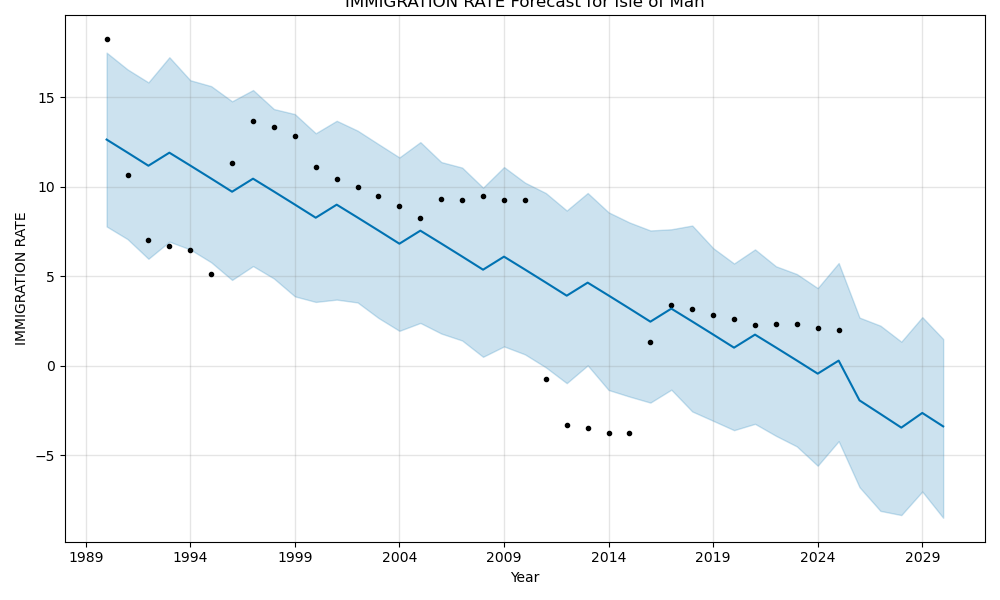 IMMIGRATION RATE Forecast for Isle of Man
15
10
5
0
−5
IMMIGRATION RATE
1989 1994 1999 2004 2009 2014 2019 2024 2029
Year